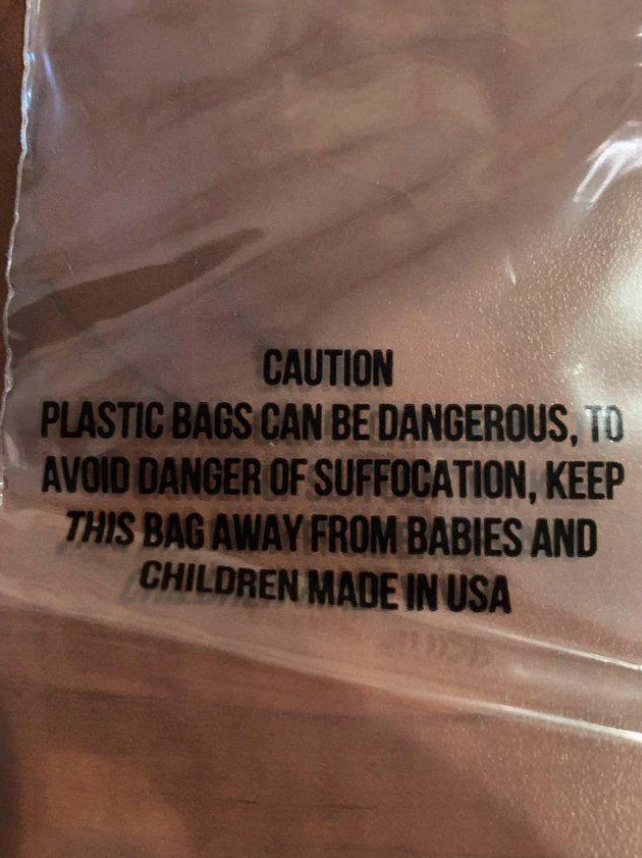 CAUTION
PLASTIC BAGS CAN BE DANGEROUS, TO
AVOID DANGER OF SUFFOCATION, KEEP
THIS BAG AWAY FROM BABIES AND
CHILDREN MADE IN USA